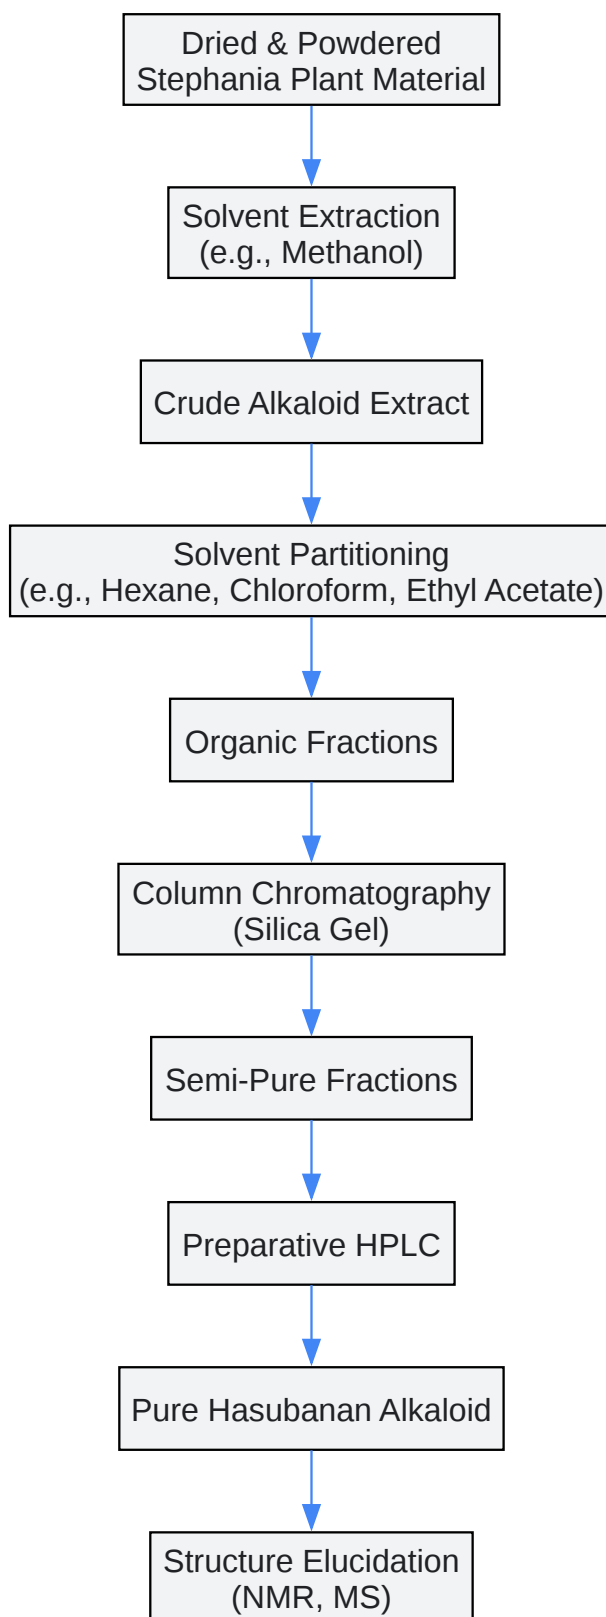 Dried & Powdered
Stephania Plant Material
Solvent Extraction
(e.g., Methanol)
Crude Alkaloid Extract
Solvent Partitioning
(e.g., Hexane, Chloroform, Ethyl Acetate)
Organic Fractions
Column Chromatography
(Silica Gel)
Semi-Pure Fractions
Preparative HPLC
Pure Hasubanan Alkaloid
Structure Elucidation
(NMR, MS)